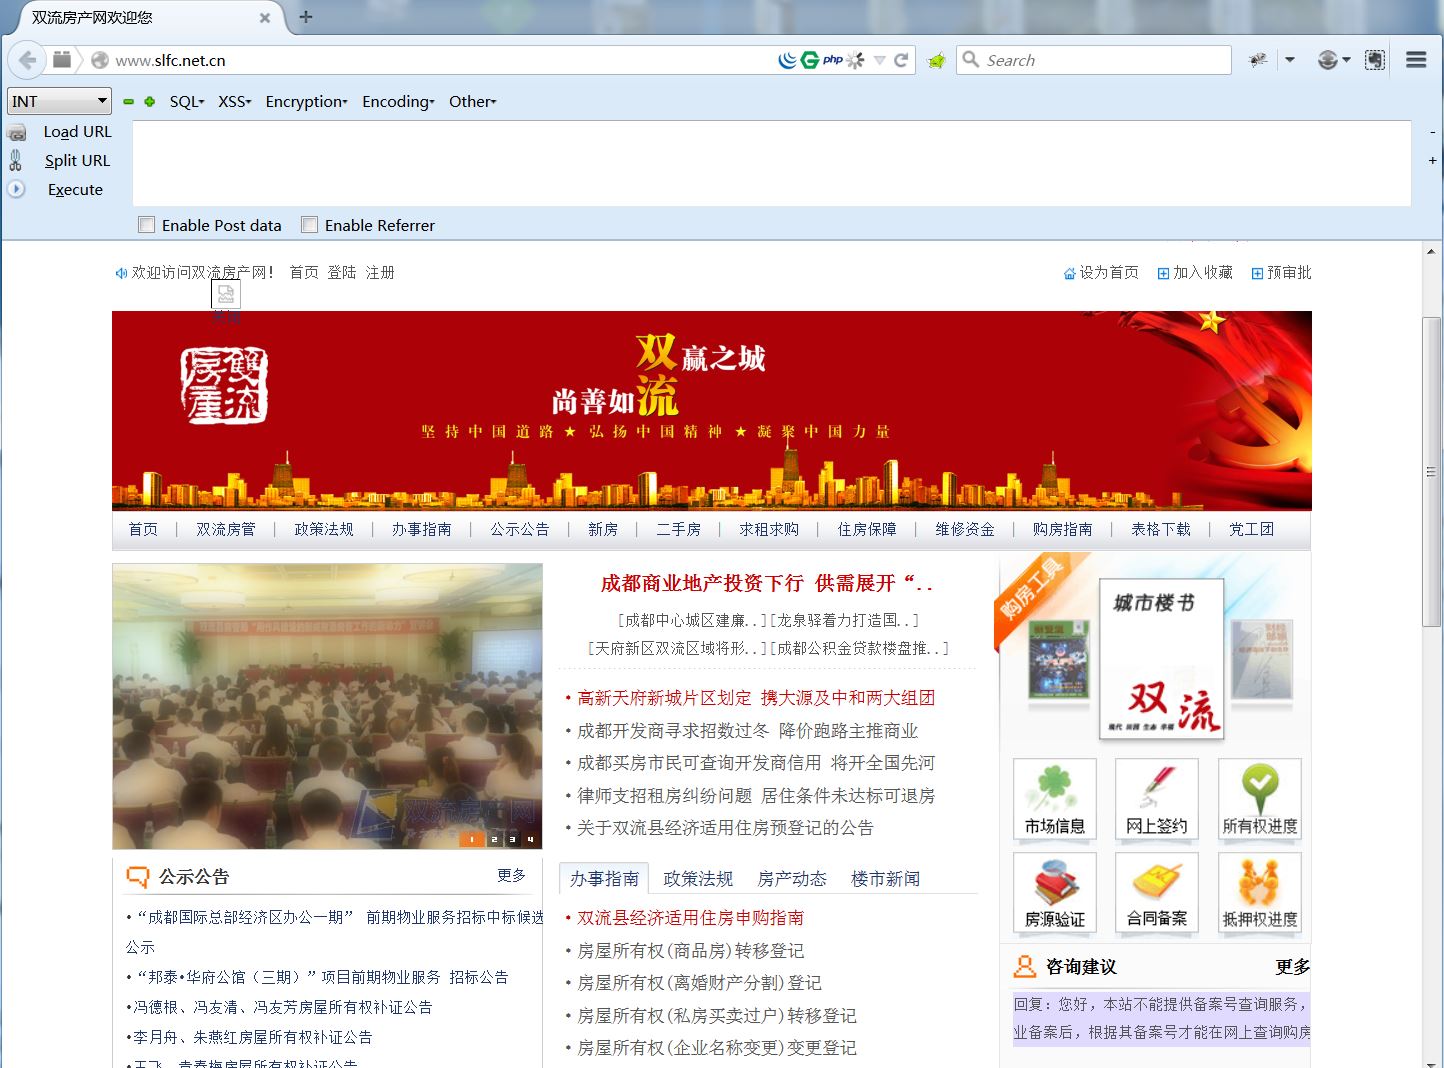 双流房产网欢迎您
www.slfc.net.cn
php
Search
INT
SQL
XSS
Encryption
Encoding
Other
Load URL
Split URL
Execute
Enable Post data
Enable Referrer
欢迎访问双流房产网！ 首页 登陆 注册
设为首页 加入收藏 预审批
雙流房産
双赢之城
尚善如流
坚持中国道路★弘扬中国精神★凝聚中国力量
首页 | 双流房管 | 政策法规 | 办事指南 | 公示公告 | 新房 | 二手房 | 求租求购 | 住房保障 | 维修资金 | 购房指南 | 表格下载 | 党工团
双流房产网
1 2 3 4
成都商业地产投资下行 供需展开“..
[成都中心城区建廉..][龙泉驿着力打造国..]
[天府新区双流区域将形..][成都公积金贷款楼盘推..]
• 高新天府新城片区划定 携大源及中和两大组团
• 成都开发商寻求招数过冬 降价跑路主推商业
• 成都买房市民可查询开发商信用 将开全国先河
• 律师支招租房纠纷问题 居住条件未达标可退房
• 关于双流县经济适用住房预登记的公告
购房工具
城市楼书
双流
市场信息
网上签约
所有权进度
房源验证
合同备案
抵押权进度
公示公告
更多
•“成都国际总部经济区办公一期” 前期物业服务招标中标候选
公示
•“邦泰•华府公馆（三期）”项目前期物业服务 招标公告
•冯德根、冯友清、冯友芳房屋所有权补证公告
•李月舟、朱燕红房屋所有权补证公告
办事指南 政策法规 房产动态 楼市新闻
• 双流县经济适用住房申购指南
• 房屋所有权(商品房)转移登记
• 房屋所有权(离婚财产分割)登记
• 房屋所有权(私房买卖过户)转移登记
• 房屋所有权(企业名称变更)变更登记
咨询建议
更多
回复：您好，本站不能提供备案号查询服务，
业备案后，根据其备案号才能在网上查询购房